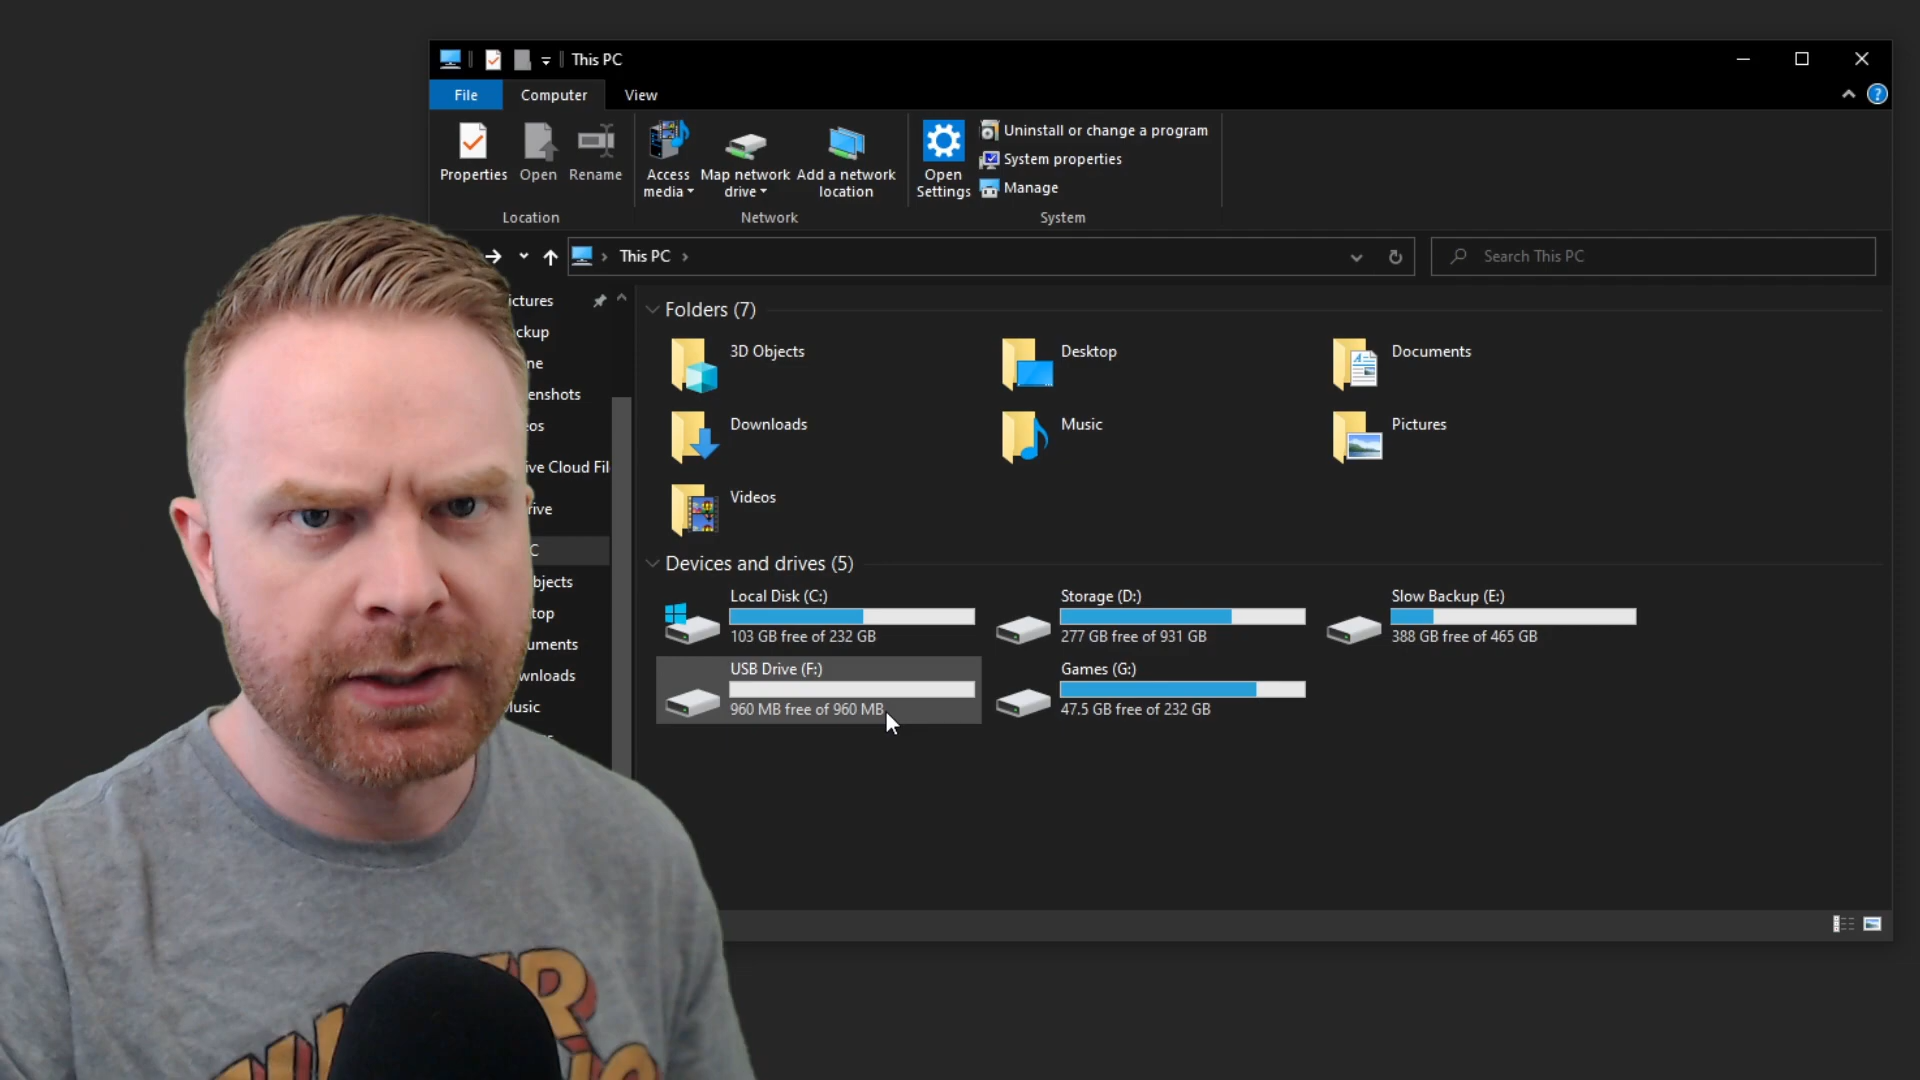 This PC
File Computer View
Properties Open Rename
Access media
Map network drive
Add a network location
Open Settings
Uninstall or change a program
System properties
Manage
Location Network System
This PC
Search This PC
ictures
ckup
ne
enshots
eos
ive Cloud Fil
rive
C
bjects
top
uments
wnloads
usic
Folders (7)
3D Objects Desktop Documents
Downloads Music Pictures
Videos
Devices and drives (5)
Local Disk (C:) Storage (D:) Slow Backup (E:)
103 GB free of 232 GB 277 GB free of 931 GB 388 GB free of 465 GB
USB Drive (F:) Games (G:)
960 MB free of 960 MB 47.5 GB free of 232 GB